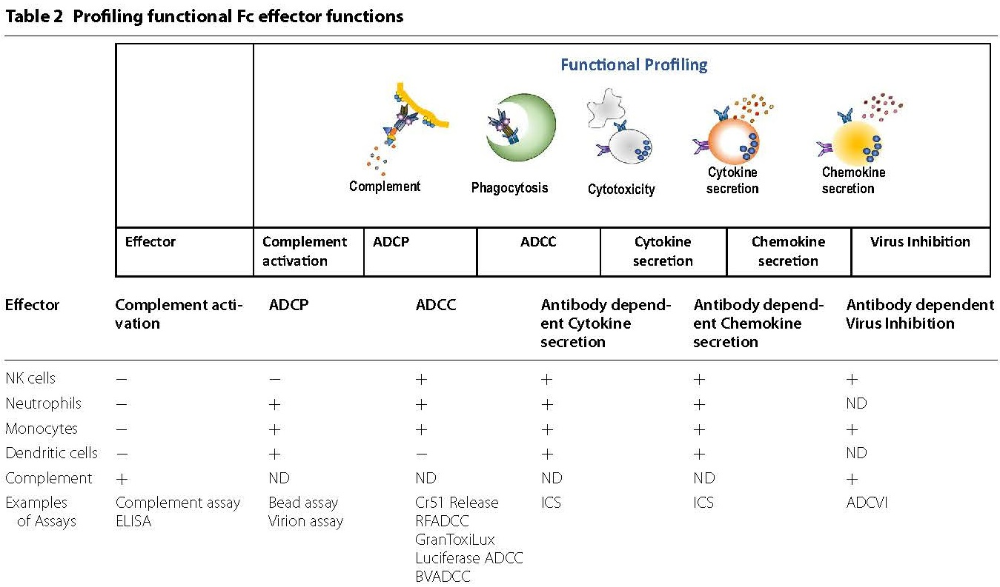 Table 2 Profiling functional Fc effector functions
Functional Profiling
Complement
Phagocytosis
Cytotoxicity
Cytokine
secretion
Chemokine
secretion
Effector
Complement
activation
ADCP
ADCC
Cytokine
secretion
Chemokine
secretion
Virus Inhibition
Effector
Complement acti-
vation
ADCP
ADCC
Antibody depend-
ent Cytokine
secretion
Antibody depend-
ent Chemokine
secretion
Antibody dependent
Virus Inhibition
NK cells − − + + + +
Neutrophils − + + + + ND
Monocytes − + + + + +
Dendritic cells − + − + + ND
Complement + ND ND ND ND +
Examples
of Assays
Complement assay
ELISA
Bead assay
Virion assay
Cr51 Release
RFADCC
GranToxiLux
Luciferase ADCC
BVADCC
ICS
ICS
ADCVI